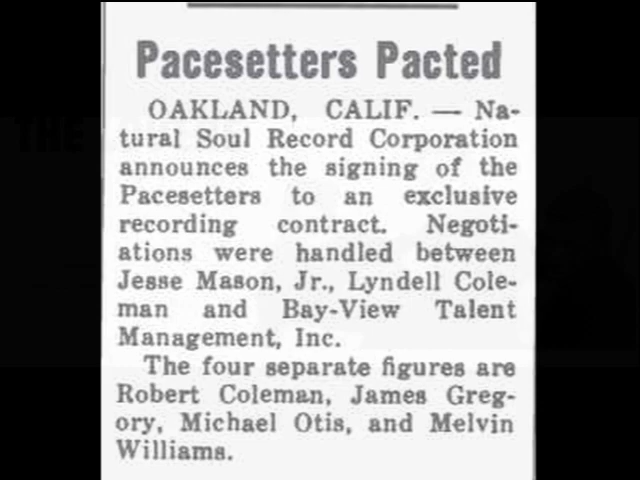 Pacesetters Pacted
OAKLAND, CALIF. — Na-
tural Soul Record Corporation
announces the signing of the
Pacesetters to an exclusive
recording contract. Negoti-
ations were handled between
Jesse Mason, Jr., Lyndell Cole-
man and Bay-View Talent
Management, Inc.
The four separate figures are
Robert Coleman, James Greg-
ory, Michael Otis, and Melvin
Williams.